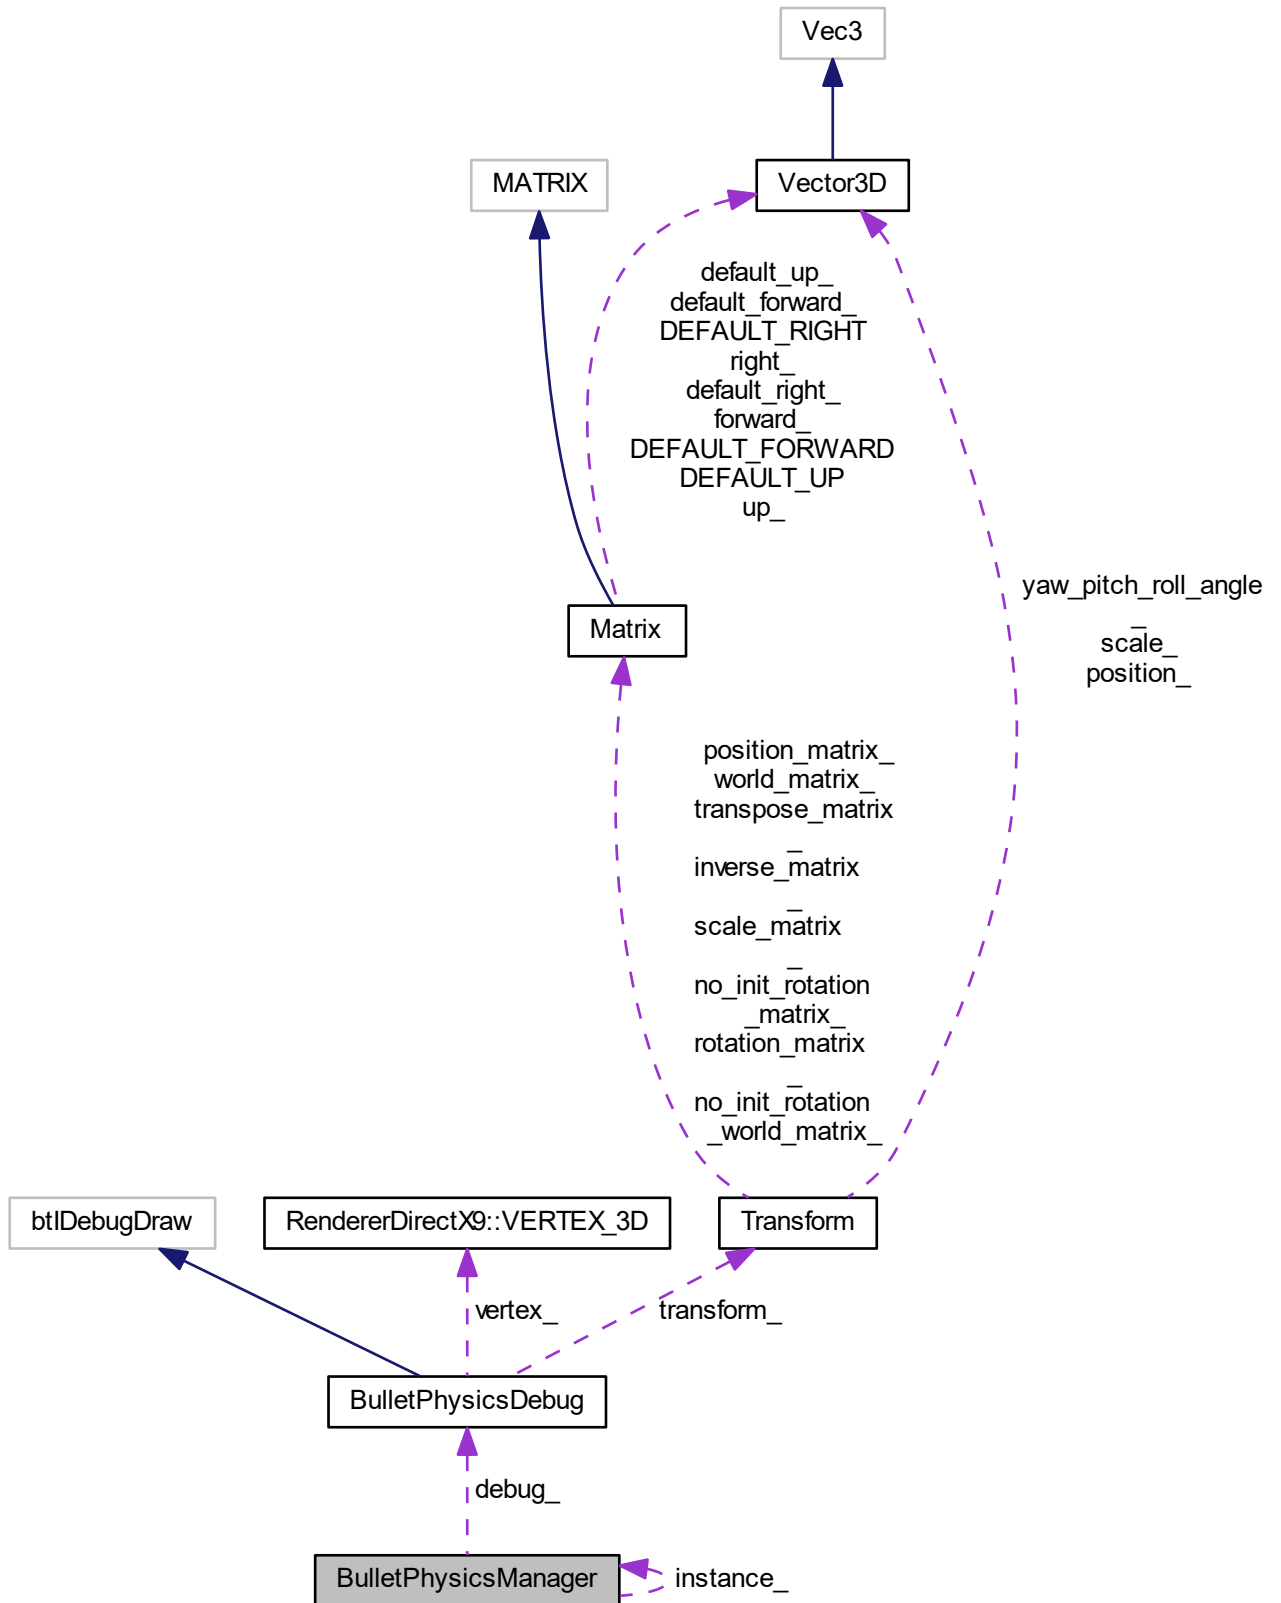 Vec3
MATRIX
Vector3D
default_up_
default_forward_
DEFAULT_RIGHT
right_
default_right_
forward_
DEFAULT_FORWARD
DEFAULT_UP
up_
yaw_pitch_roll_angle
_
scale_
position_
Matrix
position_matrix_
world_matrix_
transpose_matrix
_
inverse_matrix
_
scale_matrix
_
no_init_rotation
_matrix_
rotation_matrix
_
no_init_rotation
_world_matrix_
btIDebugDraw
RendererDirectX9::VERTEX_3D
Transform
vertex_
transform_
BulletPhysicsDebug
debug_
BulletPhysicsManager
instance_